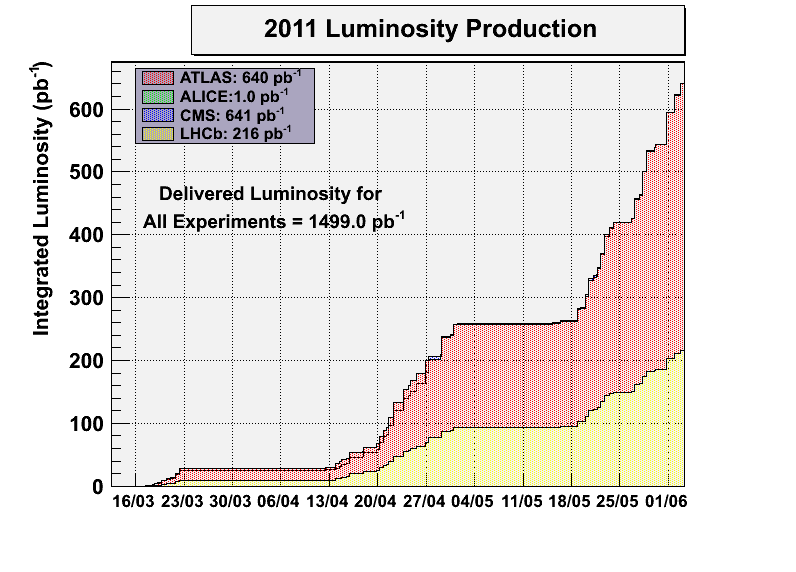 2011 Luminosity Production
Integrated Luminosity (pb⁻¹)
ATLAS: 640 pb⁻¹
ALICE:1.0 pb⁻¹
CMS: 641 pb⁻¹
LHCb: 216 pb⁻¹
Delivered Luminosity for
All Experiments = 1499.0 pb⁻¹
600
500
400
300
200
100
0
16/03 23/03 30/03 06/04 13/04 20/04 27/04 04/05 11/05 18/05 25/05 01/06